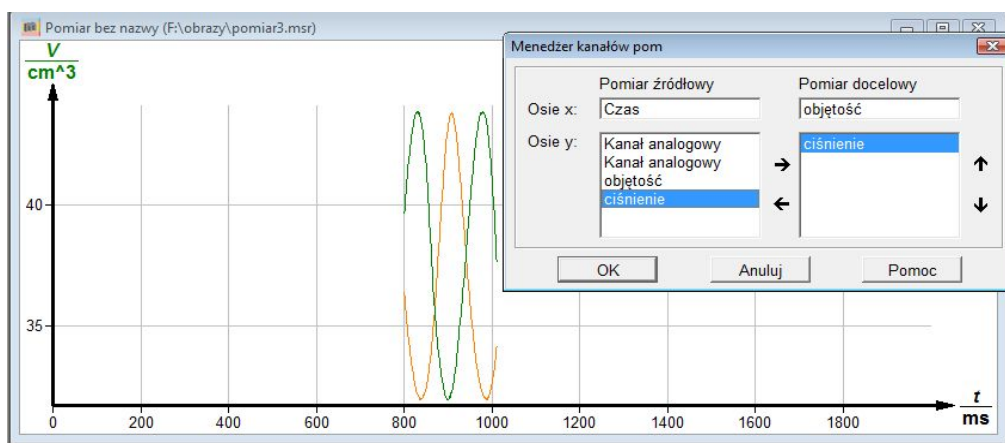 Pomiar bez nazwy (F:\obrazy\pomiar3.msr)
V
cm^3
40
35
0 200 400 600 800 1000 1200 1400 1600 1800
t
ms
Menedżer kanałów pom
Pomiar źródłowy Pomiar docelowy
Osie x: Czas objętość
Osie y: Kanał analogowy ciśnienie
Kanał analogowy
objętość
ciśnienie
OK Anuluj Pomoc